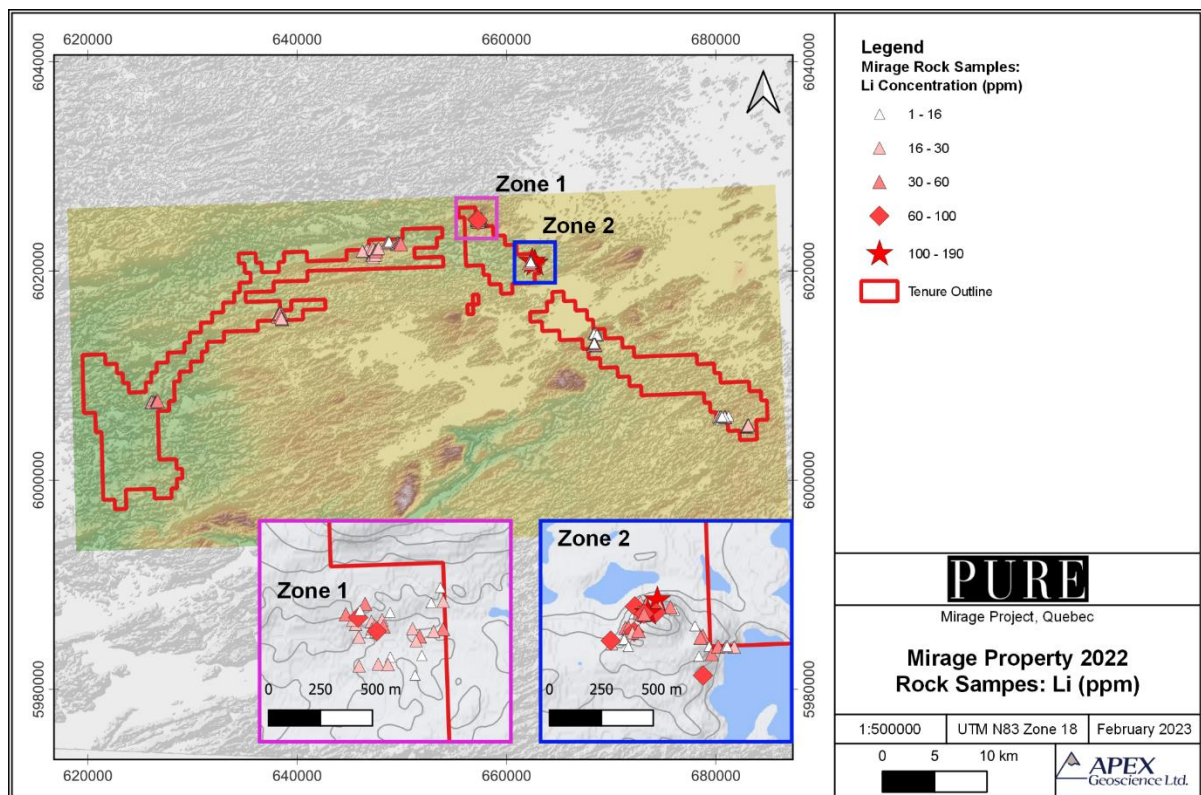 620000
640000
660000
680000
6040000
6040000
Zone 1
Zone 2
6020000
6020000
6000000
6000000
Zone 1
0
250
500 m
Zone 2
0
250
500 m
5980000
5980000
620000
640000
660000
680000
Legend
Mirage Rock Samples:
Li Concentration (ppm)
1 - 16
16 - 30
30 - 60
60 - 100
100 - 190
Tenure Outline
PURE
Mirage Project, Quebec
Mirage Property 2022
Rock Sampes: Li (ppm)
1:500000
UTM N83 Zone 18
February 2023
0
5
10 km
APEX
Geoscience Ltd.